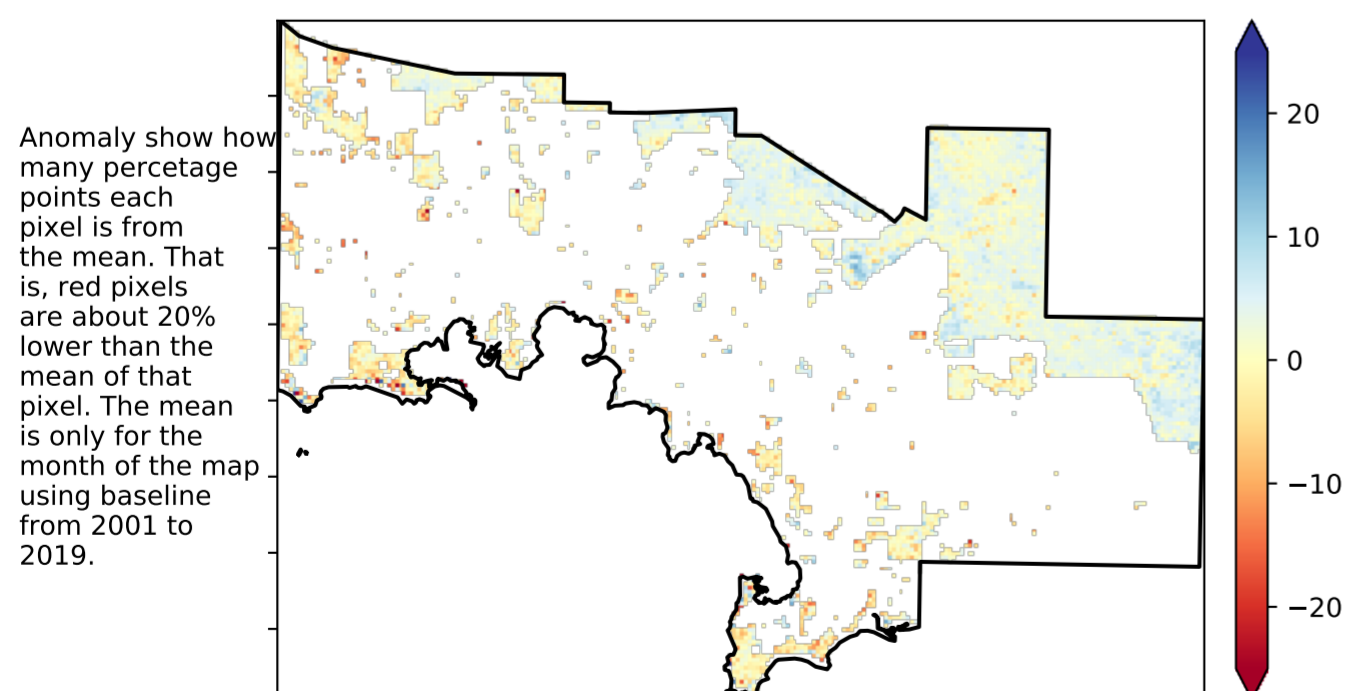 Anomaly show how
many percetage
points each
pixel is from
the mean. That
is, red pixels
are about 20%
lower than the
mean of that
pixel. The mean
is only for the
month of the map
using baseline
from 2001 to
2019.
20
10
0
−10
−20